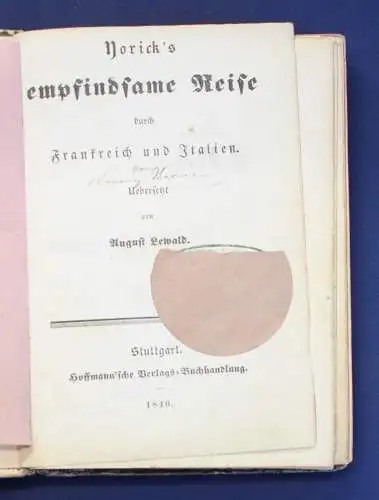 Yorick's
empfindsame Reise
durch
Frankreich und Italien.
Uebersetzt
von
August Lewald.
Stuttgart.
Hoffmann'sche Verlags-Buchhandlung.
1840.